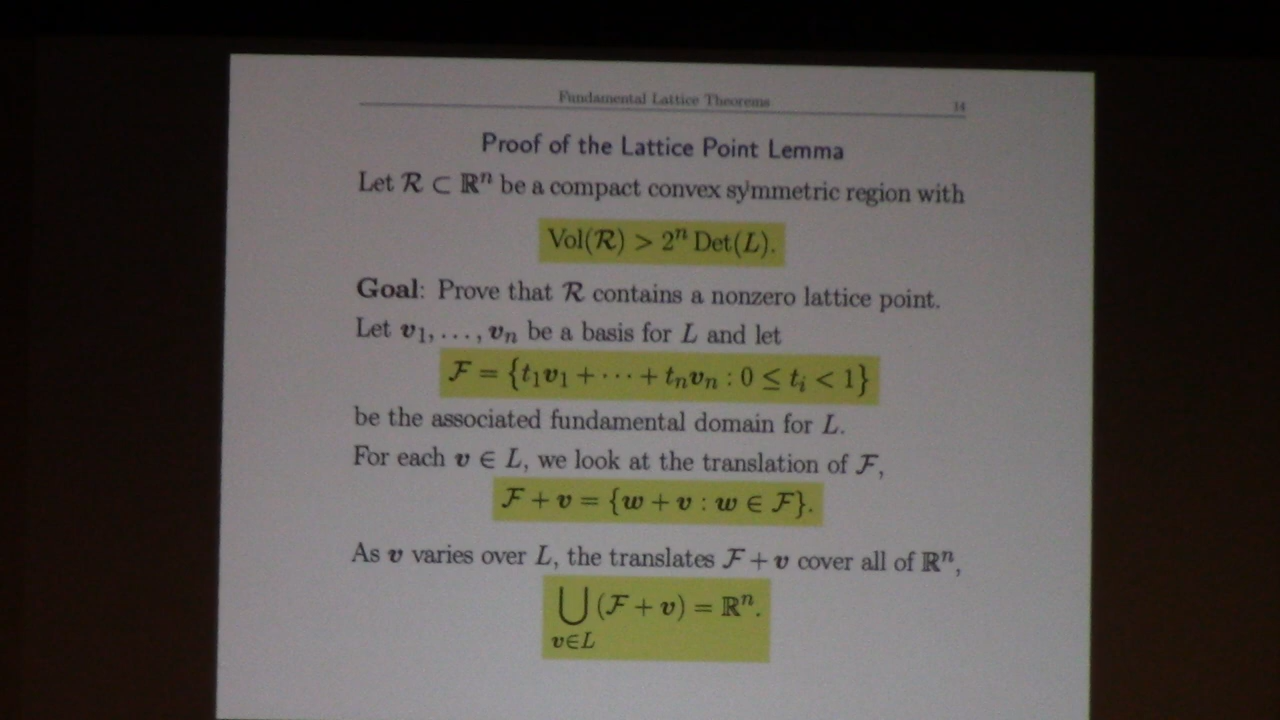 Fundamental Lattice Theorems 14
Proof of the Lattice Point Lemma
Let ℛ ⊂ ℝⁿ be a compact convex symmetric region with
Vol(ℛ) > 2ⁿ Det(L).
Goal: Prove that ℛ contains a nonzero lattice point.
Let v₁, …, vₙ be a basis for L and let
ℱ = {t₁v₁ + ⋯ + tₙvₙ : 0 ≤ tᵢ < 1}
be the associated fundamental domain for L.
For each v ∈ L, we look at the translation of ℱ,
ℱ + v = {w + v : w ∈ ℱ}.
As v varies over L, the translates ℱ + v cover all of ℝⁿ,
⋃ (ℱ + v) = ℝⁿ.
v∈L